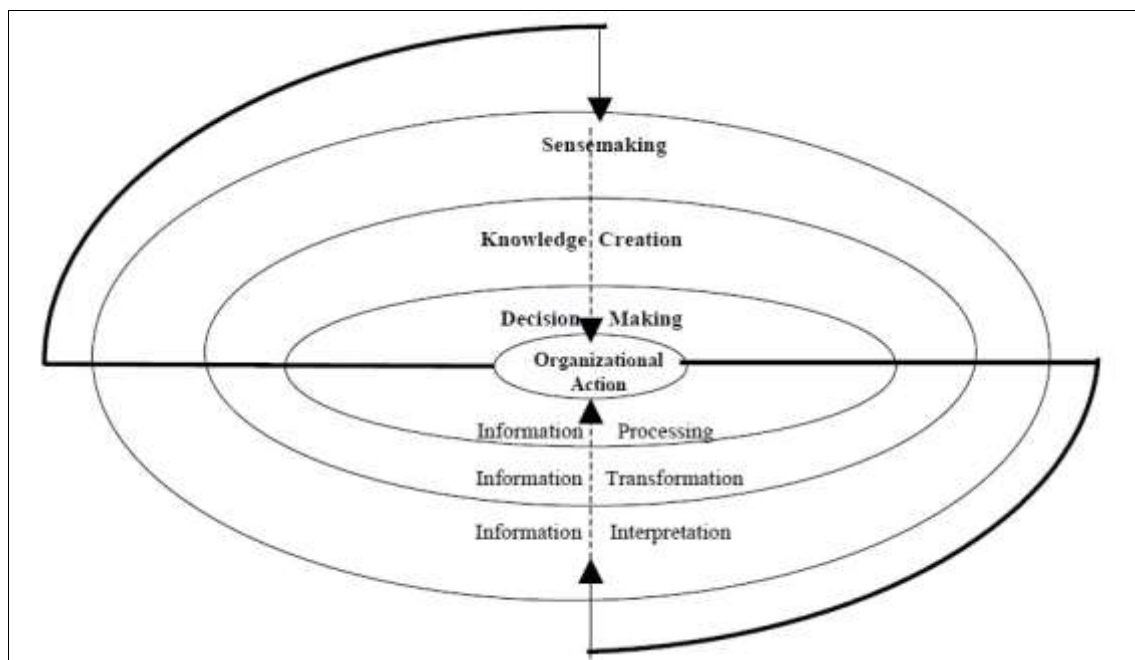 Sensemaking
Knowledge Creation
Decision Making
Organizational
Action
Information Processing
Information Transformation
Information Interpretation